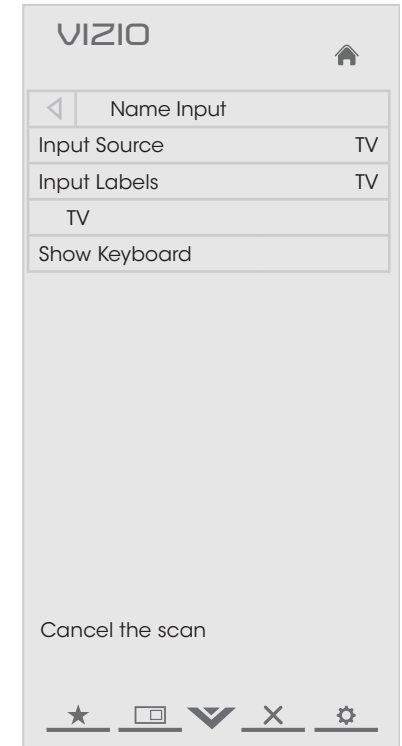 VIZIO
Name Input
Input Source TV
Input Labels TV
TV
Show Keyboard
Cancel the scan